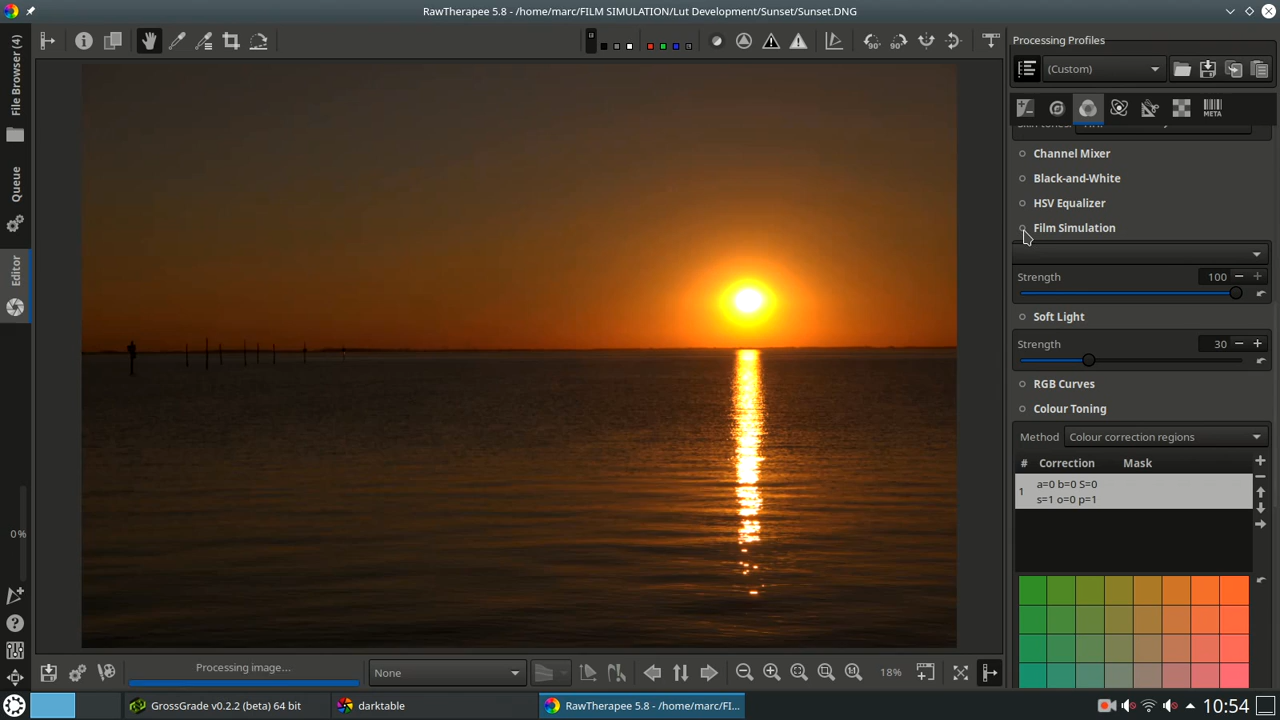 RawTherapee 5.8 - /home/marc/FILM SIMULATION/Lut Development/Sunset/Sunset.DNG
File Browser (4)
Queue
Editor
0%
Processing Profiles
(Custom)
META
Channel Mixer
Black-and-White
HSV Equalizer
Film Simulation
Strength 100
Soft Light
Strength 30
RGB Curves
Colour Toning
Method Colour correction regions
# Correction Mask
1 a=0 b=0 S=0
s=1 o=0 p=1
Processing image...
None
18%
GrossGrade v0.2.2 (beta) 64 bit
darktable
RawTherapee 5.8 - /home/marc/FI...
10:54